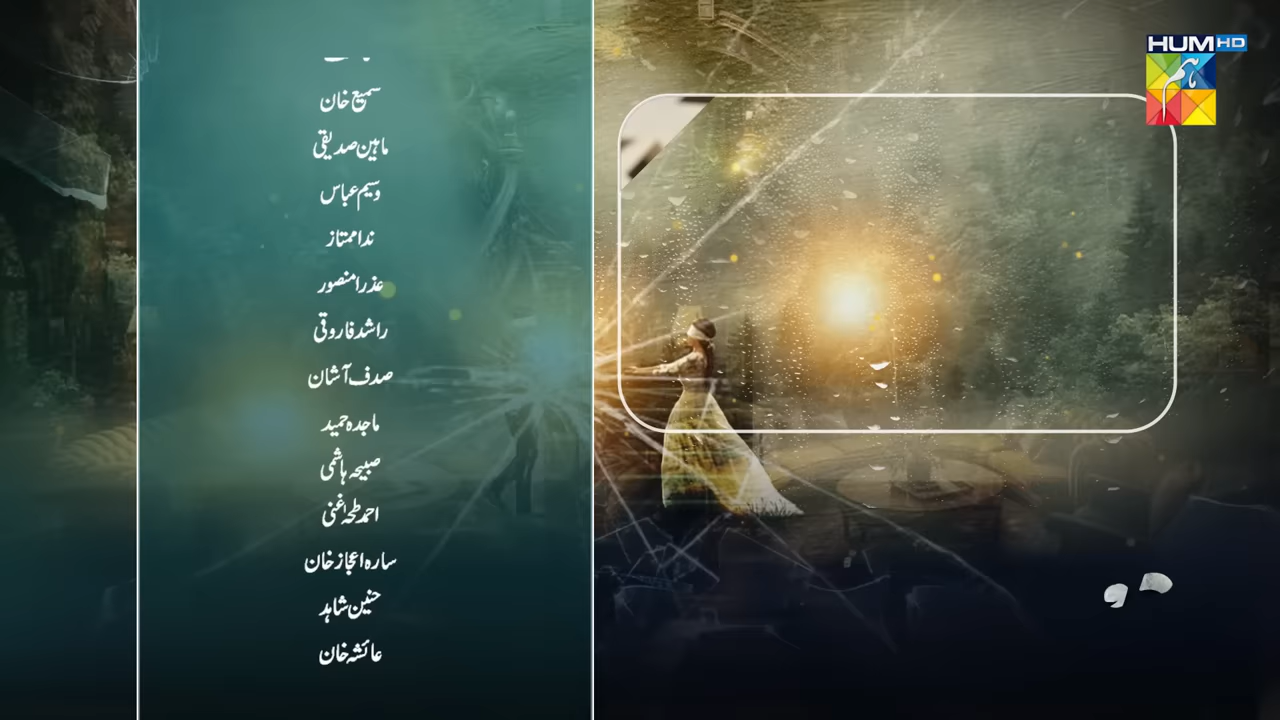 HUM HD
ہم
سمیع خان
ماہین صدیقی
وسیم عباس
ندا ممتاز
عذرا منصور
راشد فاروقی
صدف آشان
ماجدہ حمید
صبیحہ ہاشمی
احمد طحہٰ غنی
سارہ اعجاز خان
حنین شاہد
عائشہ خان